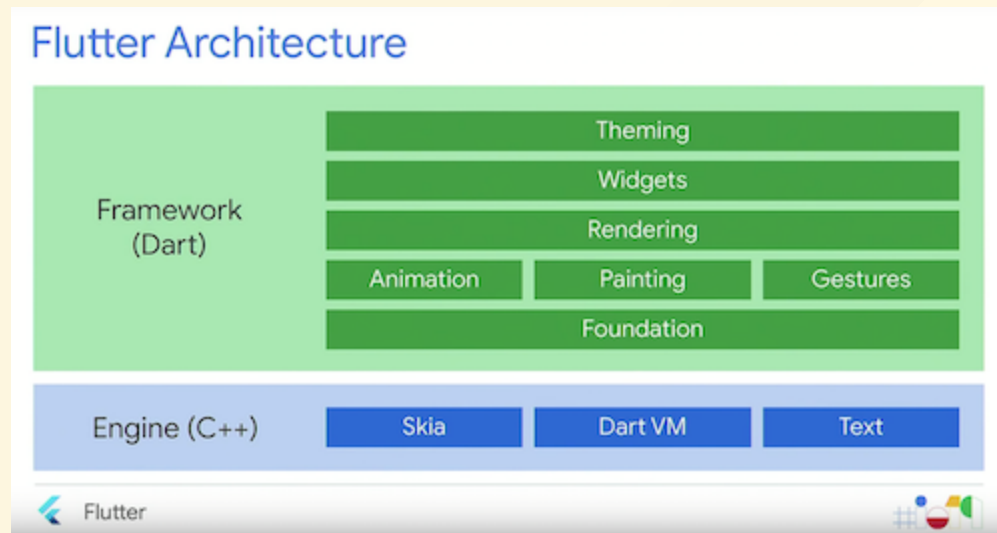 Flutter Architecture
Framework
(Dart)
Theming
Widgets
Rendering
Animation Painting Gestures
Foundation
Engine (C++)
Skia Dart VM Text
Flutter